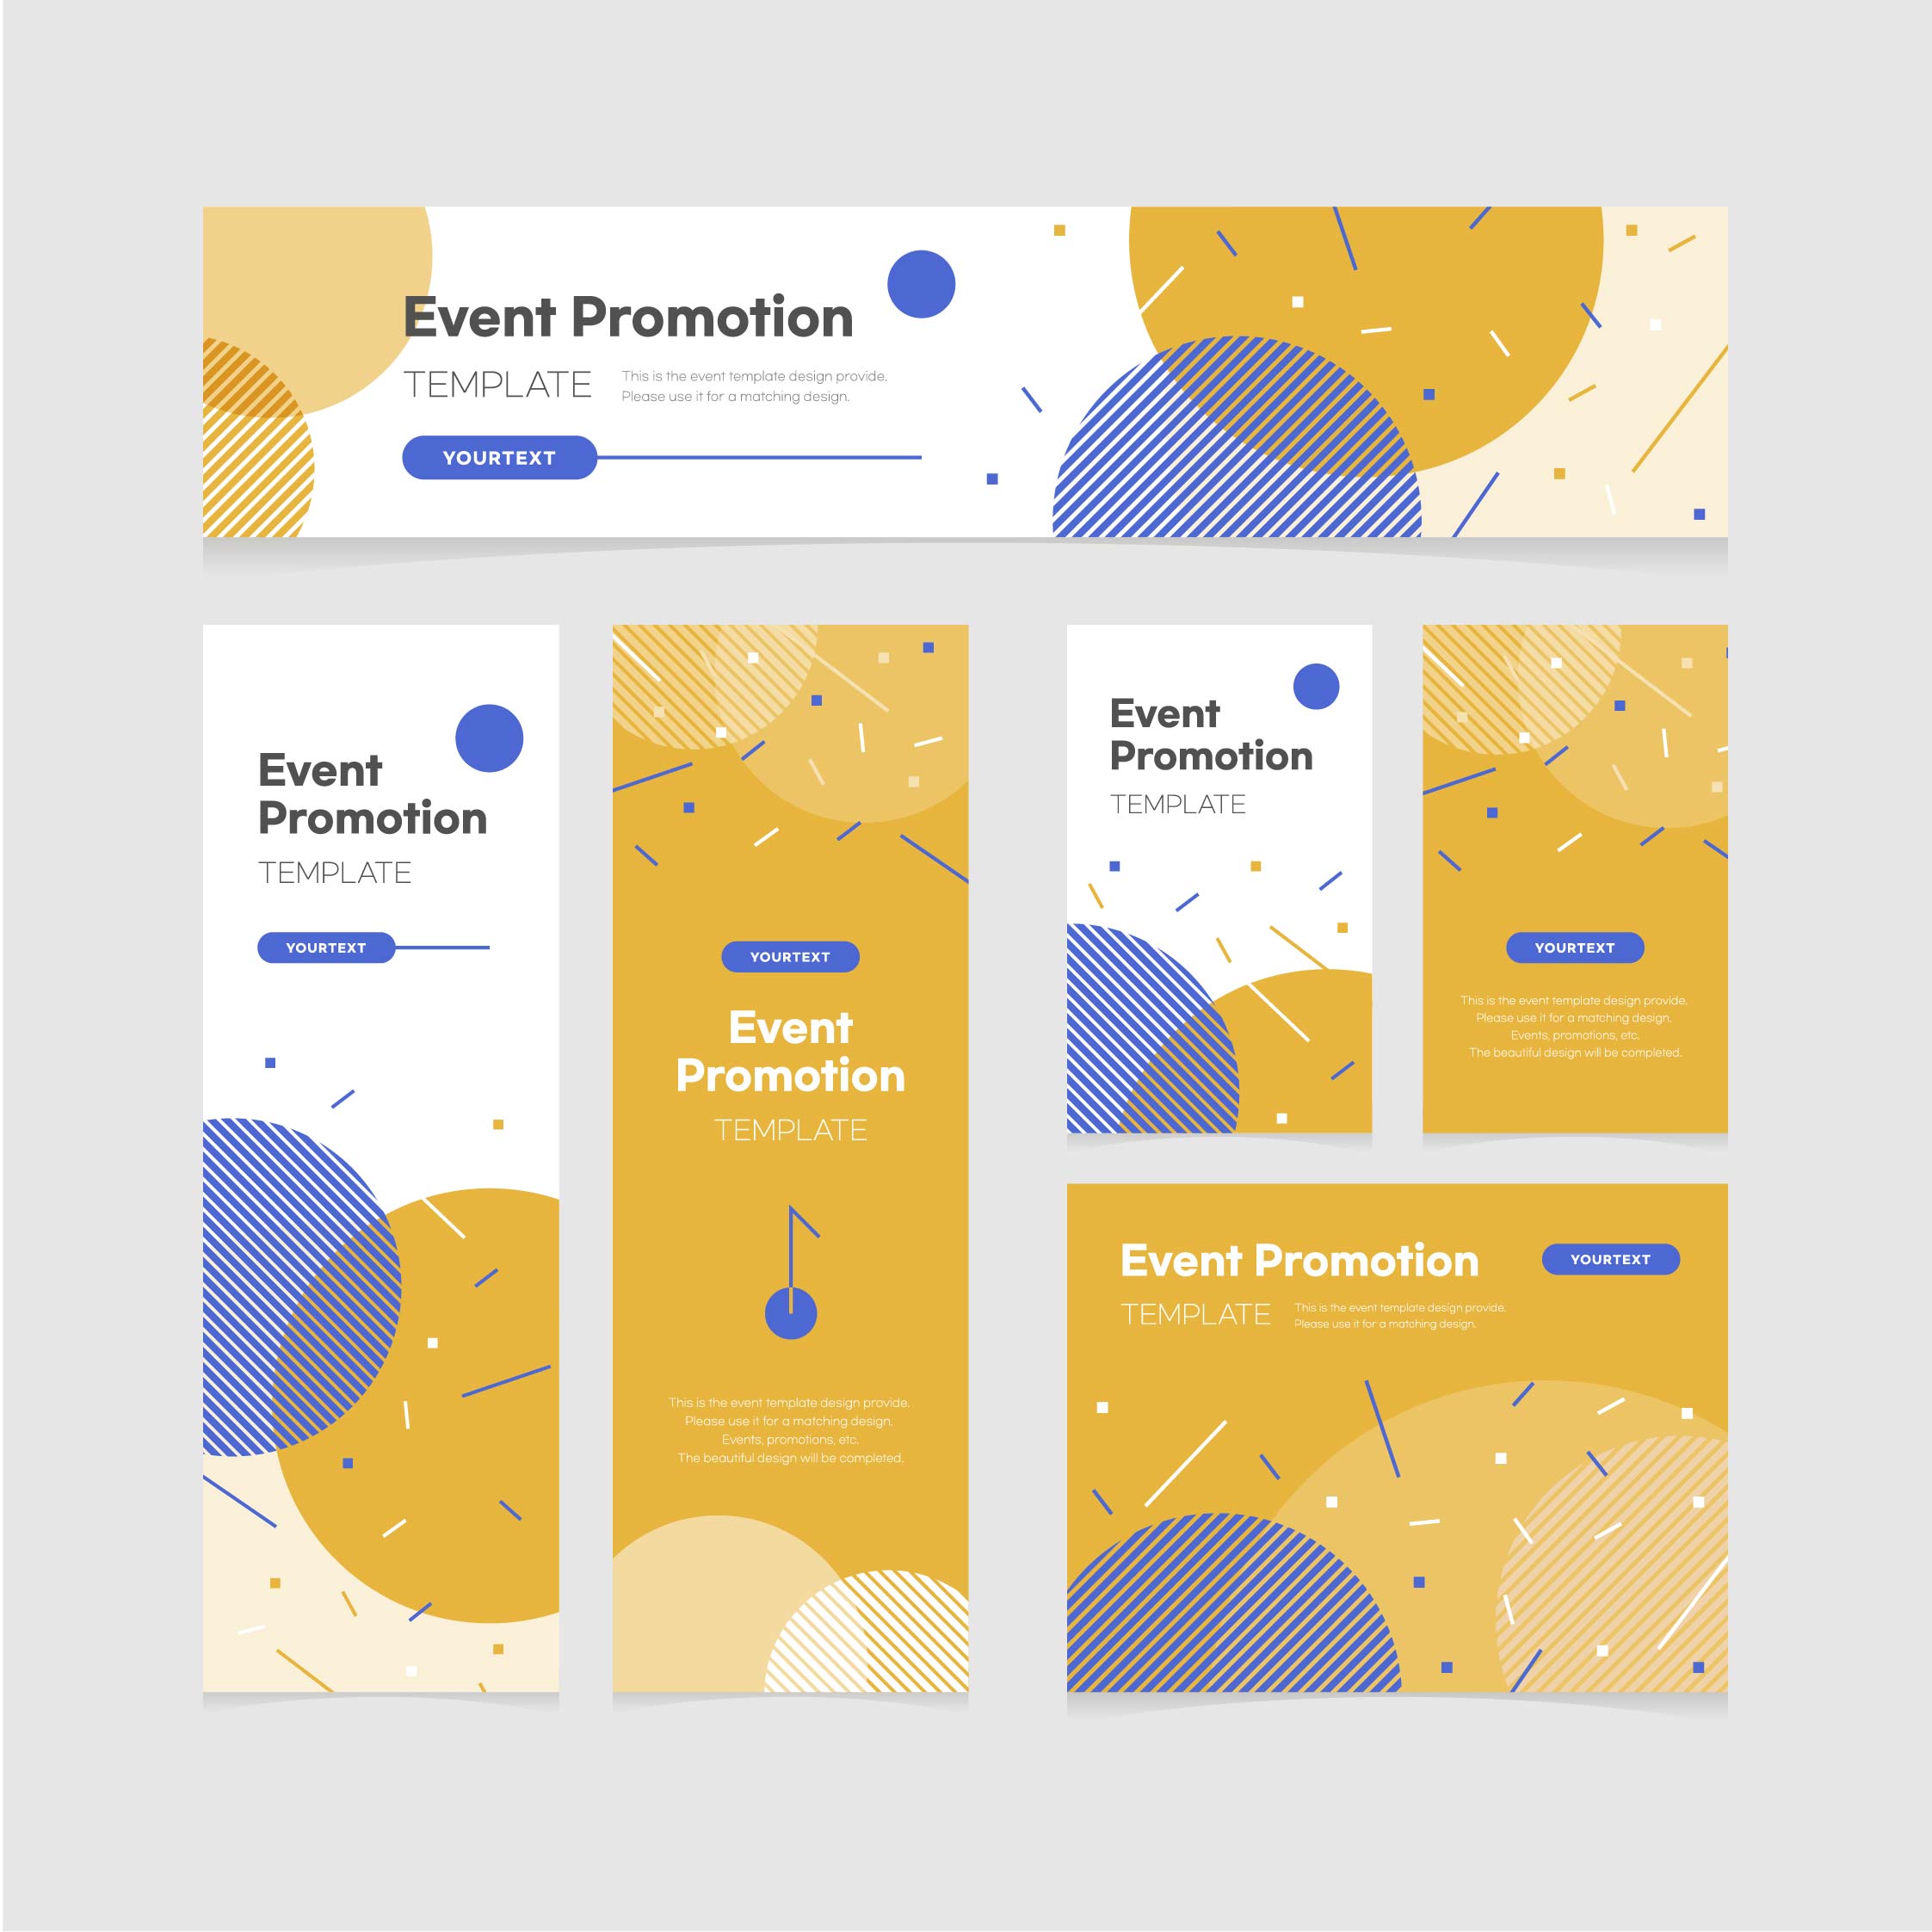 Event Promotion
TEMPLATE
This is the event template design provide.
Please use it for a matching design.
YOURTEXT
Event
Promotion
TEMPLATE
YOURTEXT
YOURTEXT
Event
Promotion
TEMPLATE
This is the event template design provide.
Please use it for a matching design.
Events, promotions, etc.
The beautiful design will be completed.
Event
Promotion
TEMPLATE
YOURTEXT
This is the event template design provide.
Please use it for a matching design.
Events, promotions, etc.
The beautiful design will be completed.
Event Promotion
YOURTEXT
TEMPLATE
This is the event template design provide.
Please use it for a matching design.